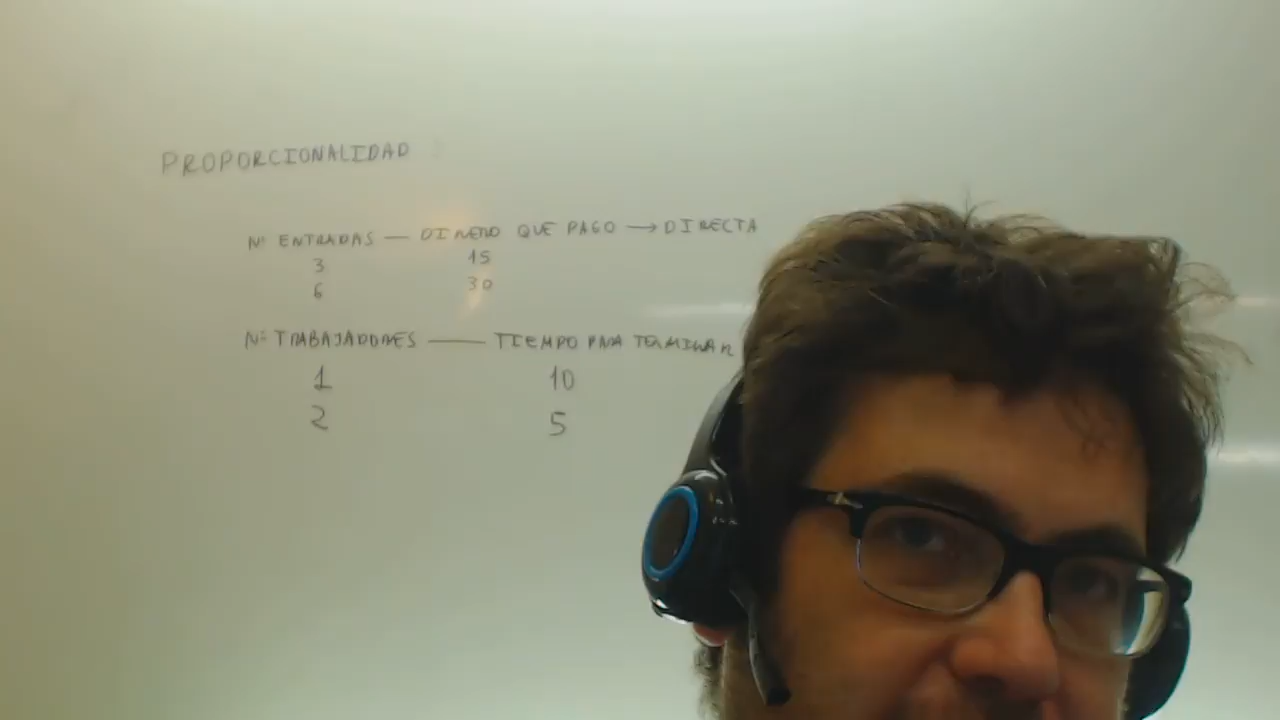 PROPORCIONALIDAD
Nº ENTRADAS — DINERO QUE PAGO → DIRECTA
3 15
6 30
Nº TRABAJADORES — TIEMPO PARA TERMINAR
1 10
2 5